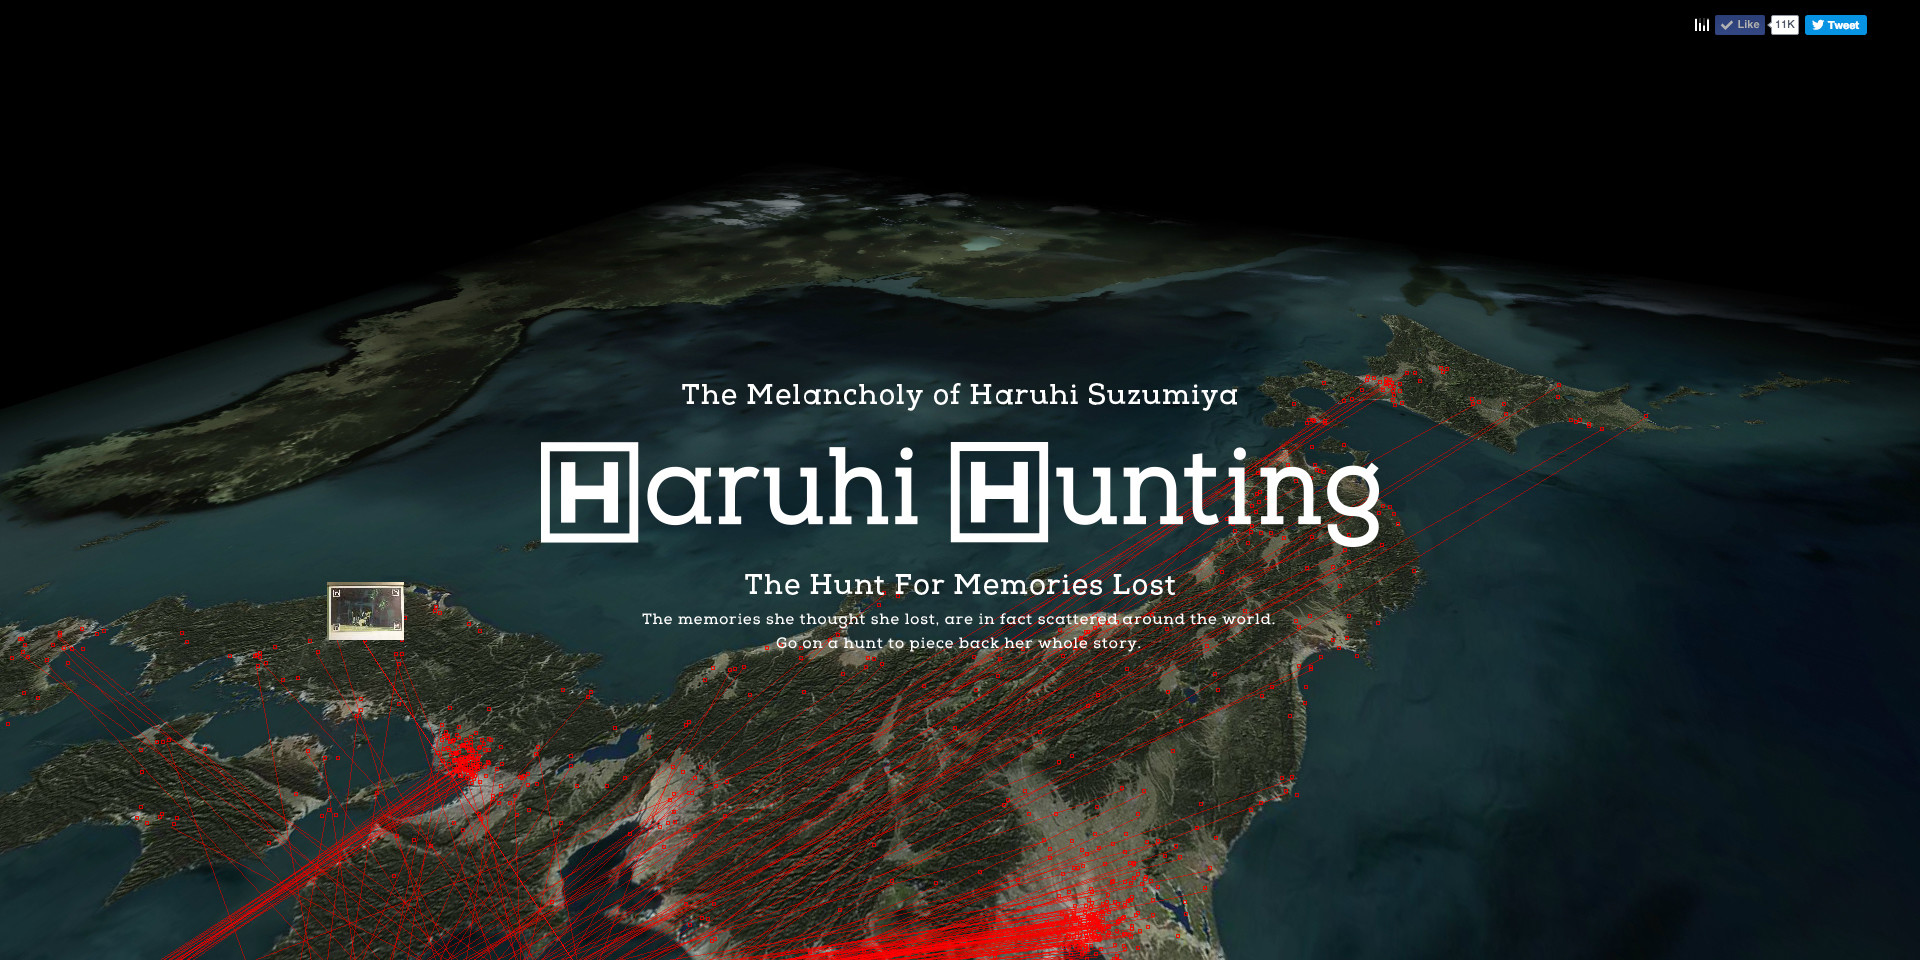 Like 11K Tweet
The Melancholy of Haruhi Suzumiya
Haruhi Hunting
The Hunt For Memories Lost
The memories she thought she lost, are in fact scattered around the world.
Go on a hunt to piece back her whole story.